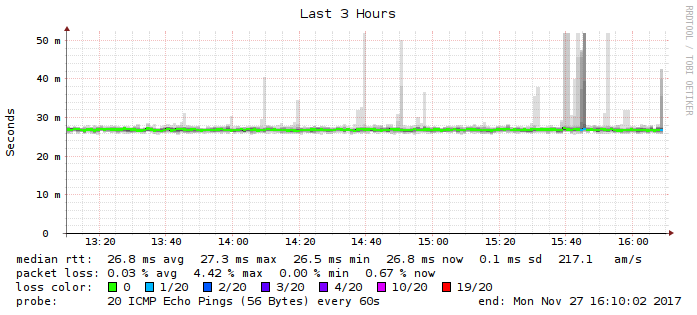 Last 3 Hours
RRDTOOL / TOBI OETIKER
50 m
40 m
30 m
20 m
10 m
0
Seconds
13:20 13:40 14:00 14:20 14:40 15:00 15:20 15:40 16:00
median rtt: 26.8 ms avg 27.3 ms max 26.5 ms min 26.8 ms now 0.1 ms sd 217.1 am/s
packet loss: 0.03 % avg 4.42 % max 0.00 % min 0.67 % now
loss color: 0 1/20 2/20 3/20 4/20 10/20 19/20
probe: 20 ICMP Echo Pings (56 Bytes) every 60s end: Mon Nov 27 16:10:02 2017